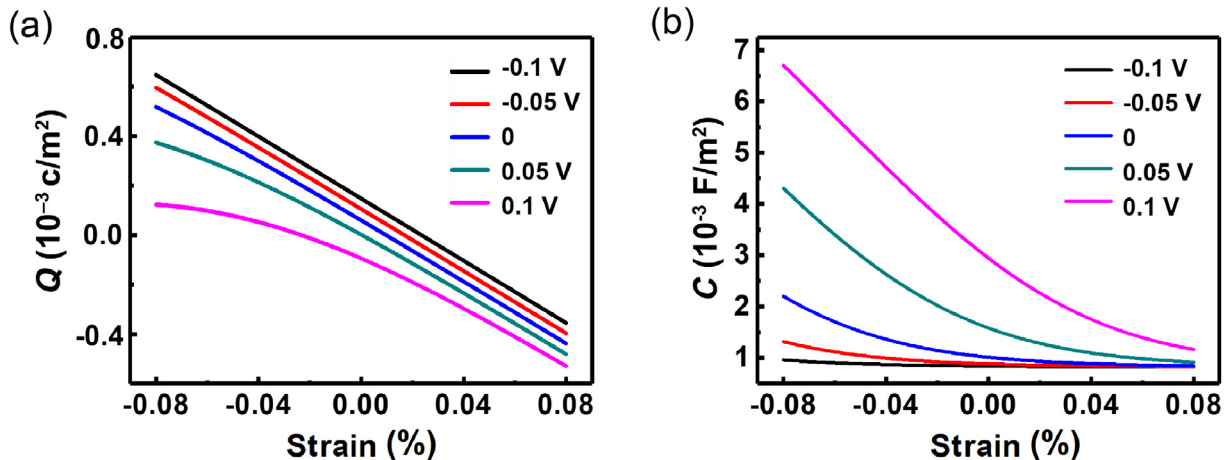 (a)
0.8
0.4
0.0
-0.4
Q (10⁻³ c/m²)
-0.1 V
-0.05 V
0
0.05 V
0.1 V
-0.08 -0.04 0.00 0.04 0.08
Strain (%)
(b)
7
6
5
4
3
2
1
C (10⁻³ F/m²)
-0.1 V
-0.05 V
0
0.05 V
0.1 V
-0.08 -0.04 0.00 0.04 0.08
Strain (%)